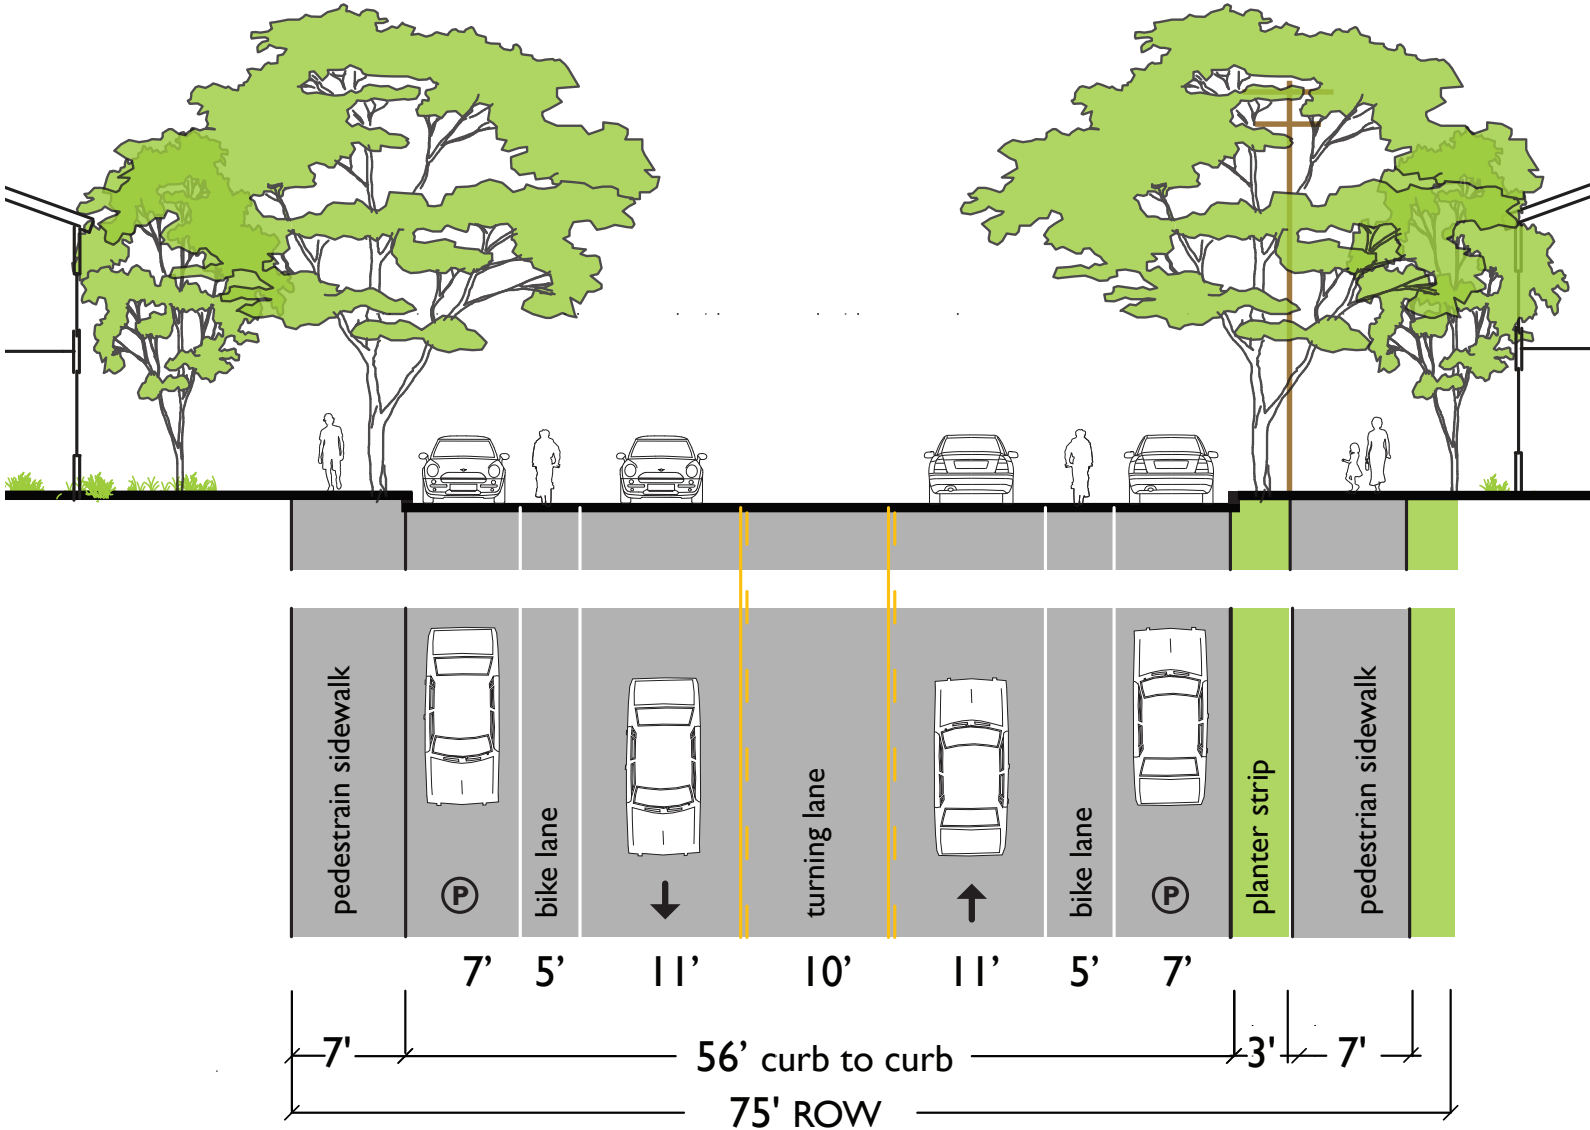 pedestrain sidewalk
P
bike lane
turning lane
bike lane
P
planter strip
pedestrian sidewalk
7’ 5’ 11’ 10’ 11’ 5’ 7’
7' 56’ curb to curb 3' 7'
75' ROW